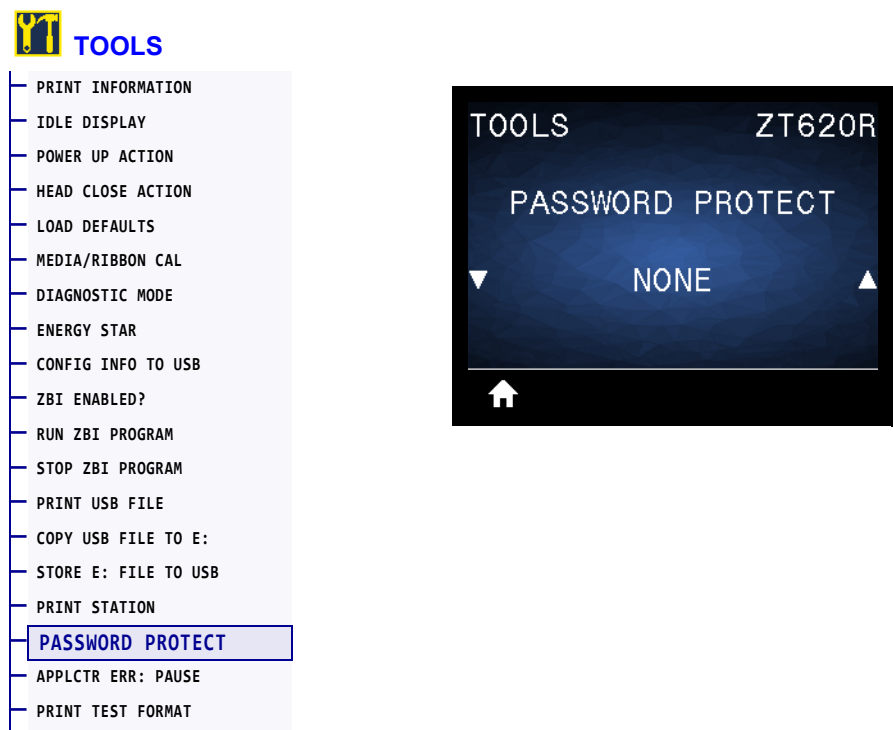 TOOLS
PRINT INFORMATION
IDLE DISPLAY
POWER UP ACTION
HEAD CLOSE ACTION
LOAD DEFAULTS
MEDIA/RIBBON CAL
DIAGNOSTIC MODE
ENERGY STAR
CONFIG INFO TO USB
ZBI ENABLED?
RUN ZBI PROGRAM
STOP ZBI PROGRAM
PRINT USB FILE
COPY USB FILE TO E:
STORE E: FILE TO USB
PRINT STATION
PASSWORD PROTECT
APPLCTR ERR: PAUSE
PRINT TEST FORMAT
TOOLS ZT620R
PASSWORD PROTECT
NONE